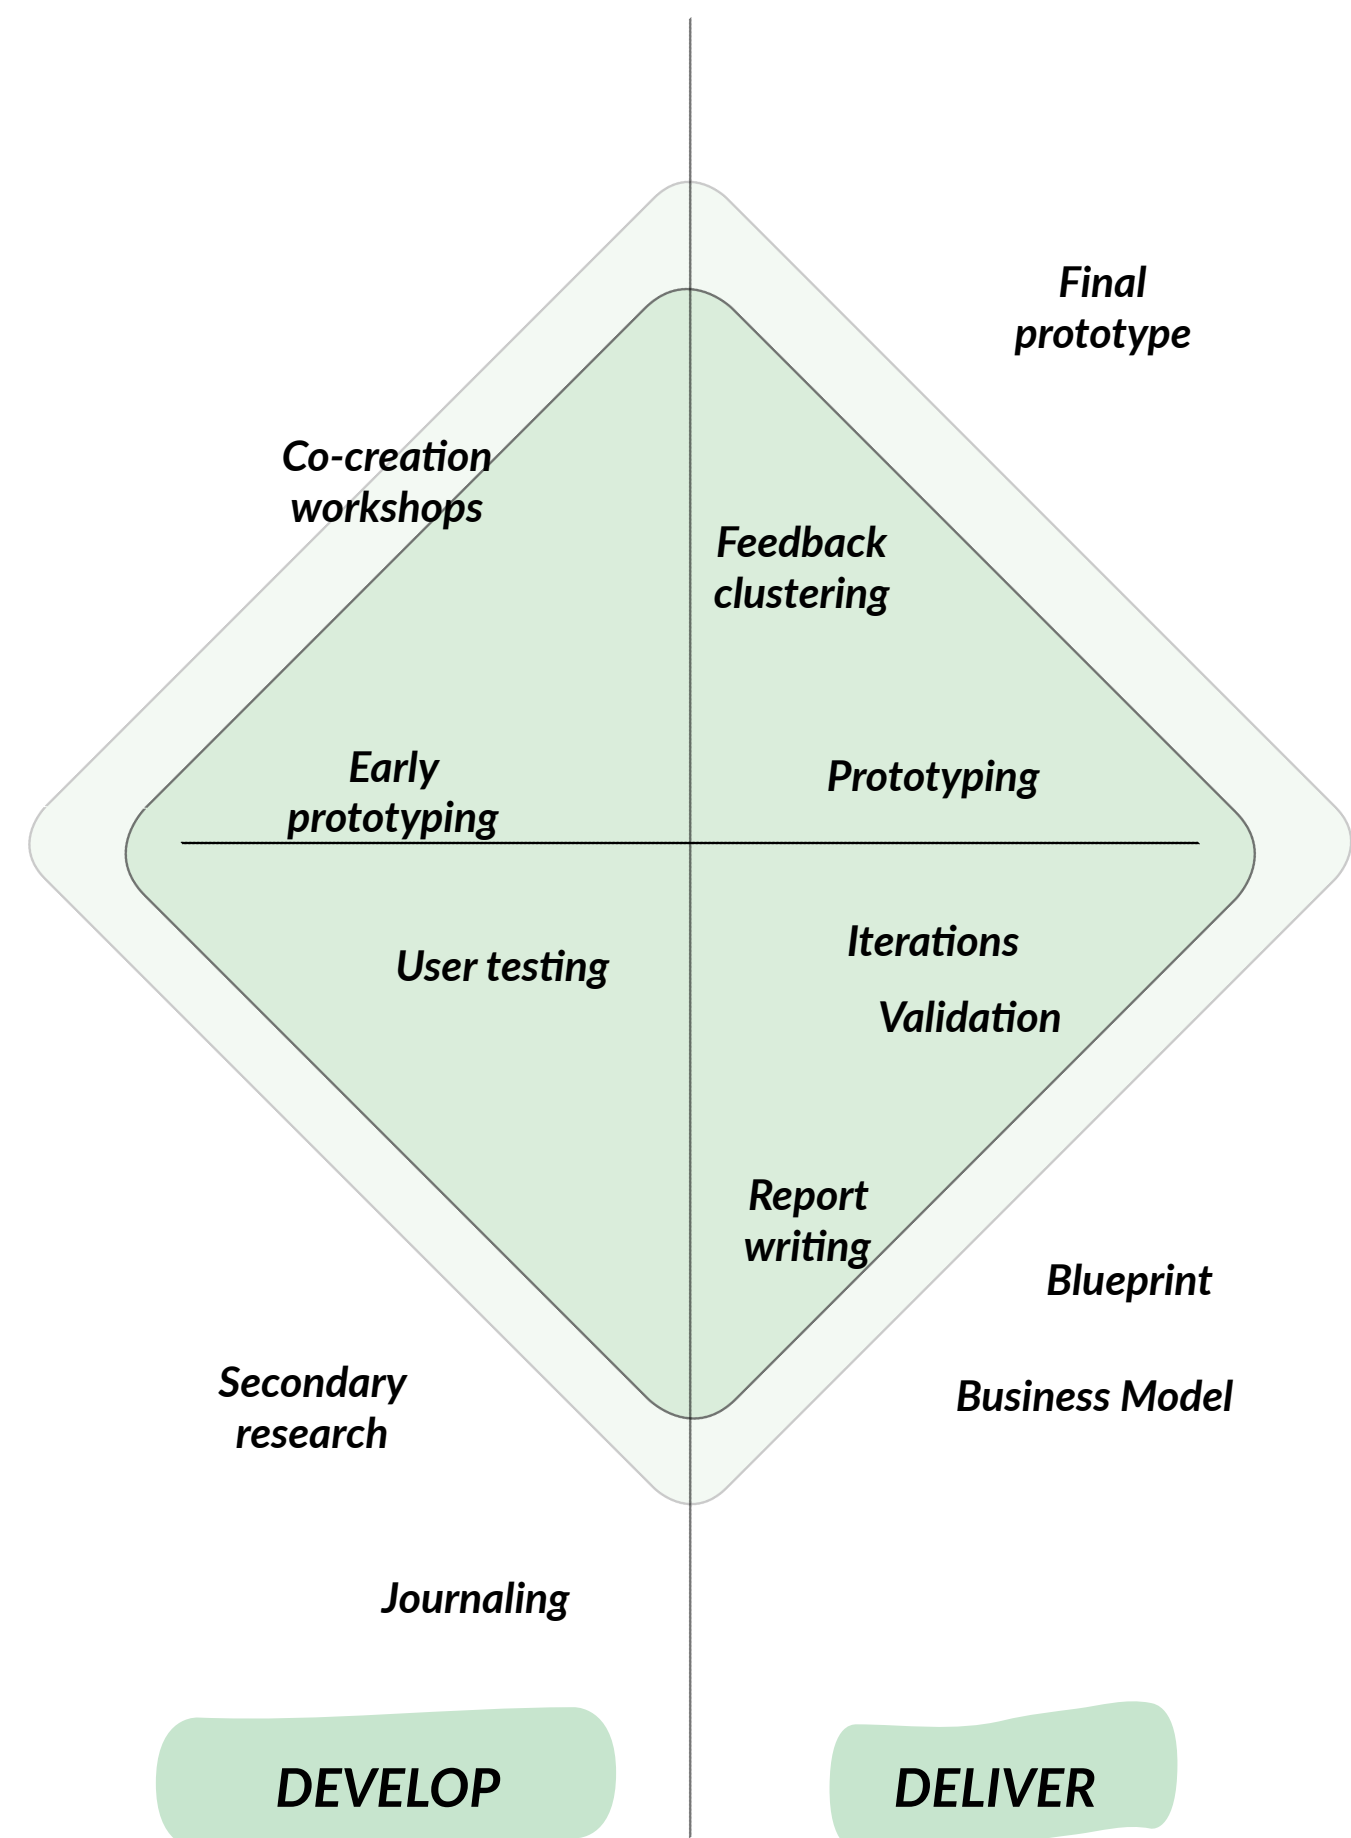 Final
prototype
Co-creation
workshops
Feedback
clustering
Early
prototyping
Prototyping
User testing
Iterations
Validation
Report
writing
Blueprint
Secondary
research
Business Model
Journaling
DEVELOP
DELIVER